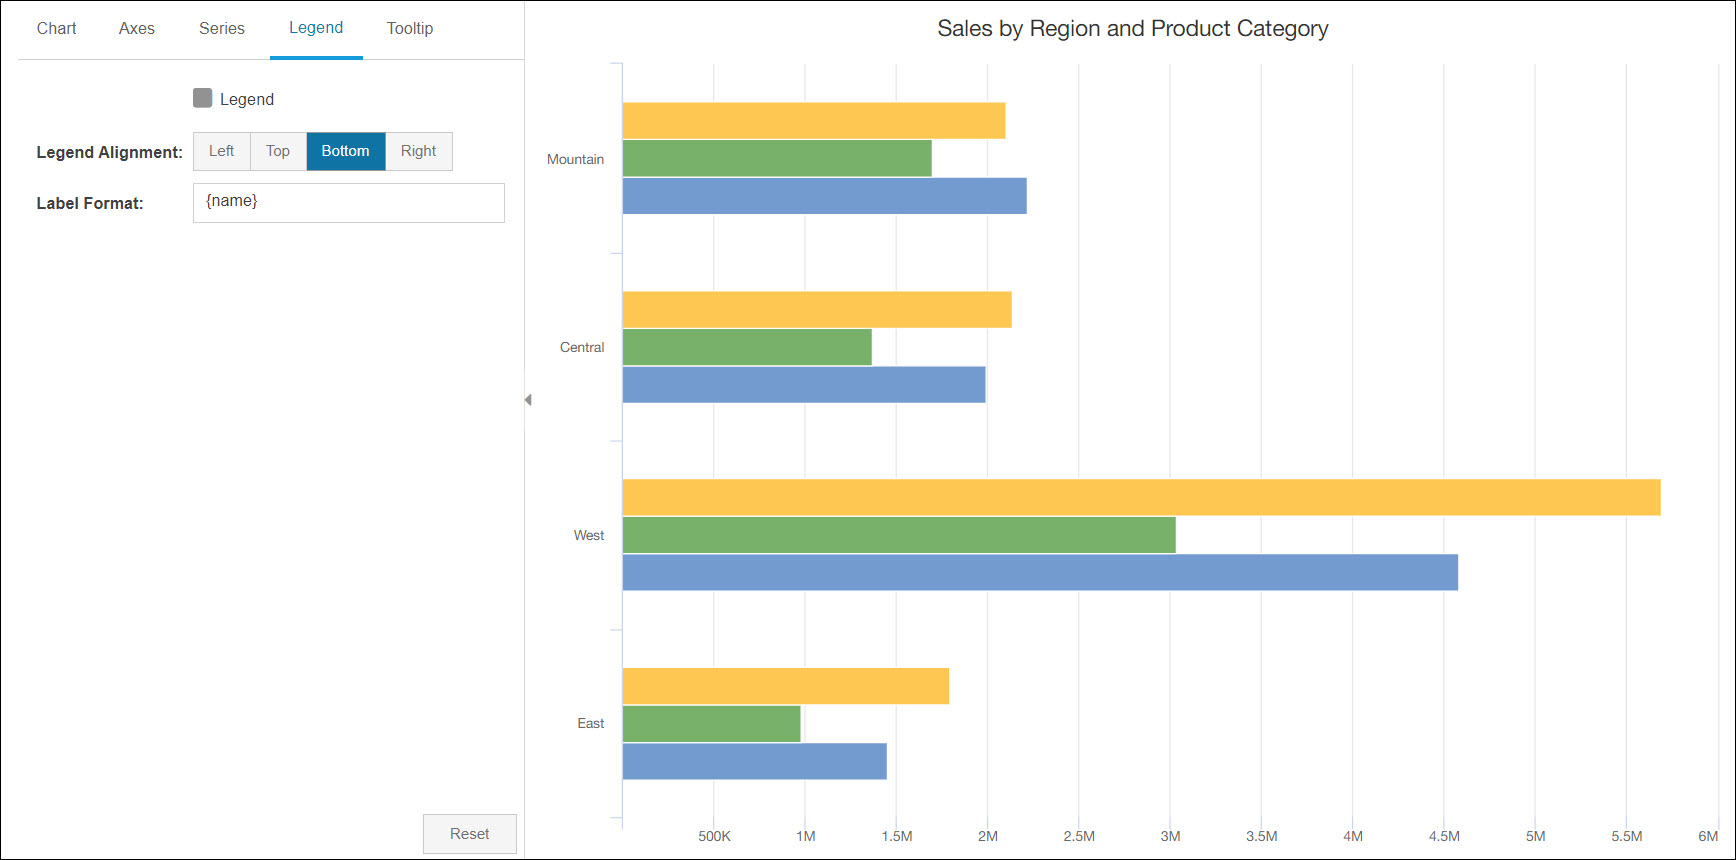 Chart Axes Series Legend Tooltip
Legend
Legend Alignment: Left Top Bottom Right
Label Format: {name}
Reset
Sales by Region and Product Category
Mountain
Central
West
East
500K 1M 1.5M 2M 2.5M 3M 3.5M 4M 4.5M 5M 5.5M 6M